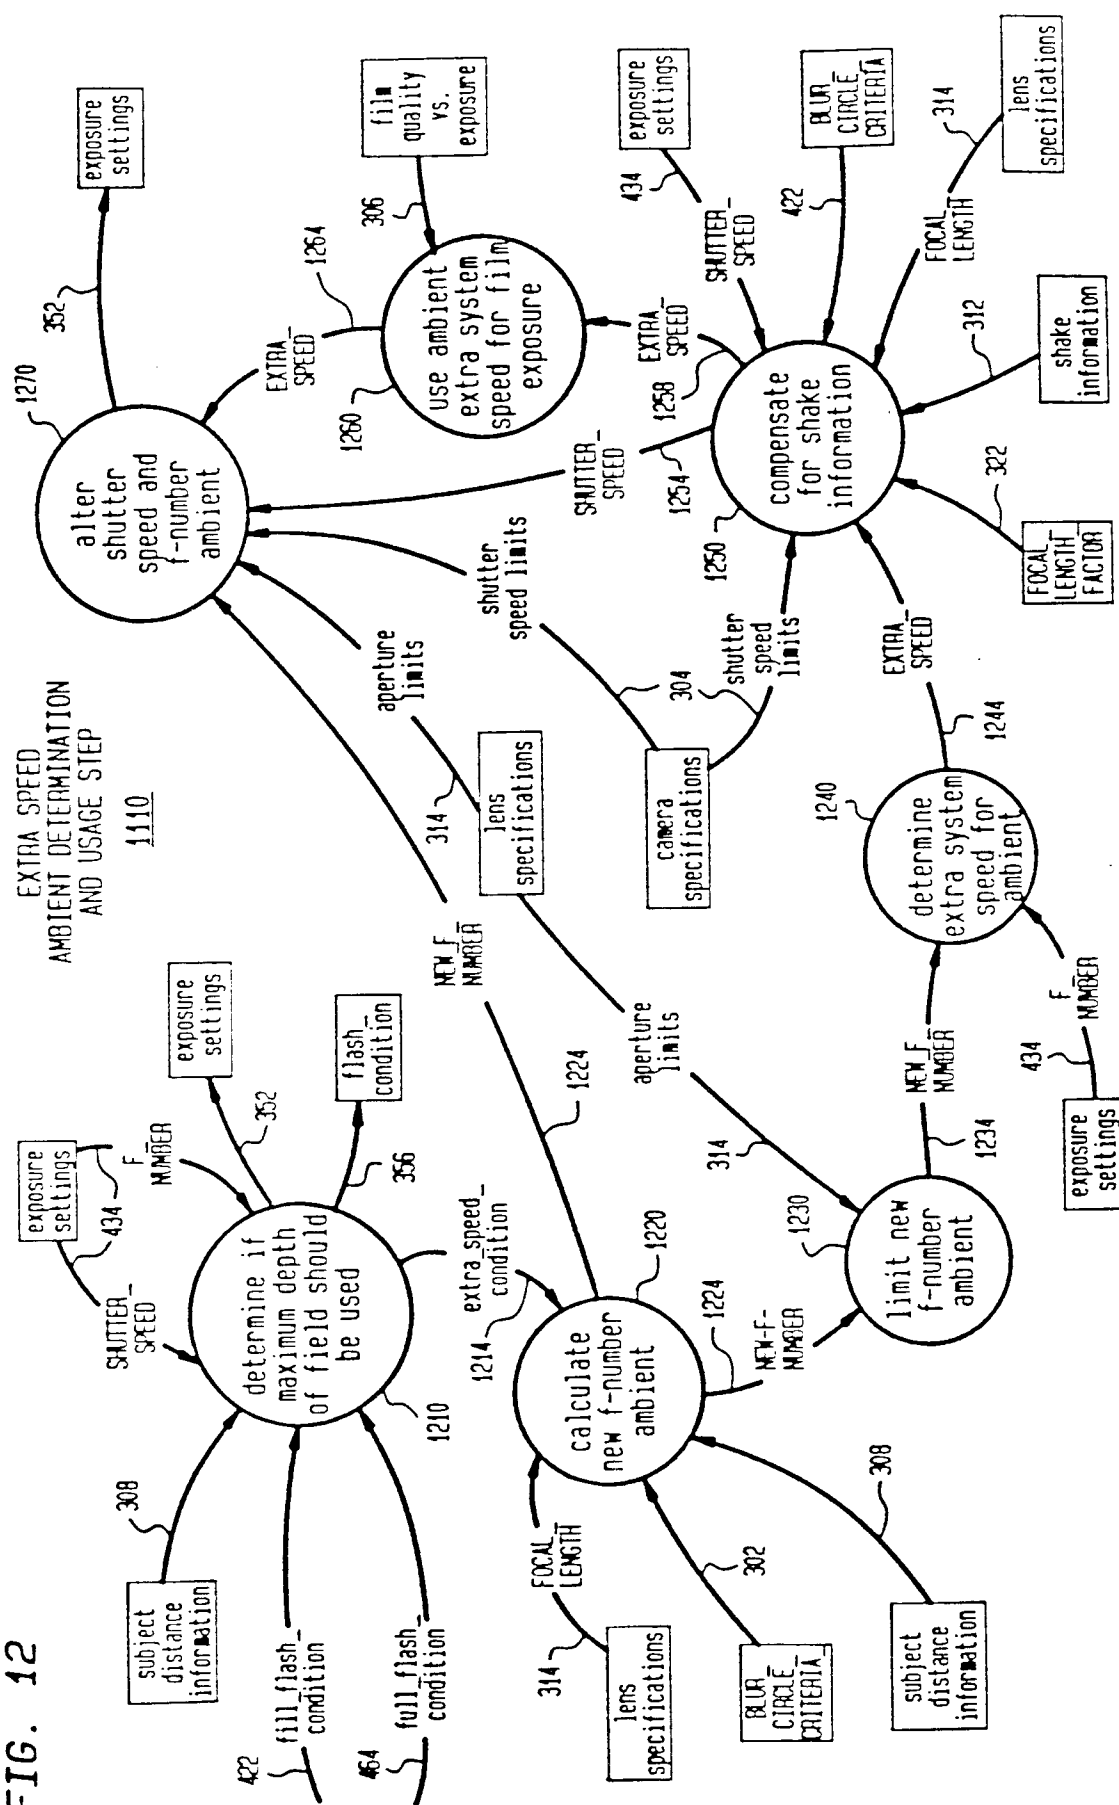 FIG. 12
EXTRA SPEED
AMBIENT DETERMINATION
AND USAGE STEP
1110
exposure
settings
434
SHUTTER_
SPEED
F_
NUMBER
exposure
settings
352
flash_
condition
356
subject
distance
information
308
determine if
maximum depth
of field should
be used
1210
422
fill_flash_
condition
464
full_flash_
condition
extra_speed_
condition
1214
calculate
new f-number
ambient
1220
314
FOCAL_
LENGTH
lens
specifications
302
BLUR_
CIRCLE_
CRITERIA
308
subject
distance
information
1224
NEW_F_
NUMBER
1224
NEW-F-
NUMBER
limit new
f-number
ambient
1230
314
aperture
limits
lens
specifications
314
aperture
limits
1234
NEW_F_
NUMBER
determine
extra system
speed for
ambient
1240
434
F_
NUMBER
exposure
settings
1244
EXTRA_
SPEED
camera
specifications
304
shutter
speed limits
shutter
speed
limits
alter
shutter
speed and
f-number
ambient
1270
352
exposure
settings
EXTRA_
SPEED
1264
use ambient
extra system
speed for film
exposure
1260
306
film
quality
vs.
exposure
SHUTTER_
SPEED
1254
1258
EXTRA_
SPEED
compensate
for shake
information
1250
SHUTTER_
SPEED
434
exposure
settings
422
BLUR_
CIRCLE_
CRITERIA
FOCAL_
LENGTH
314
lens
specifications
312
shake
information
322
FOCAL_
LENGTH_
FACTOR